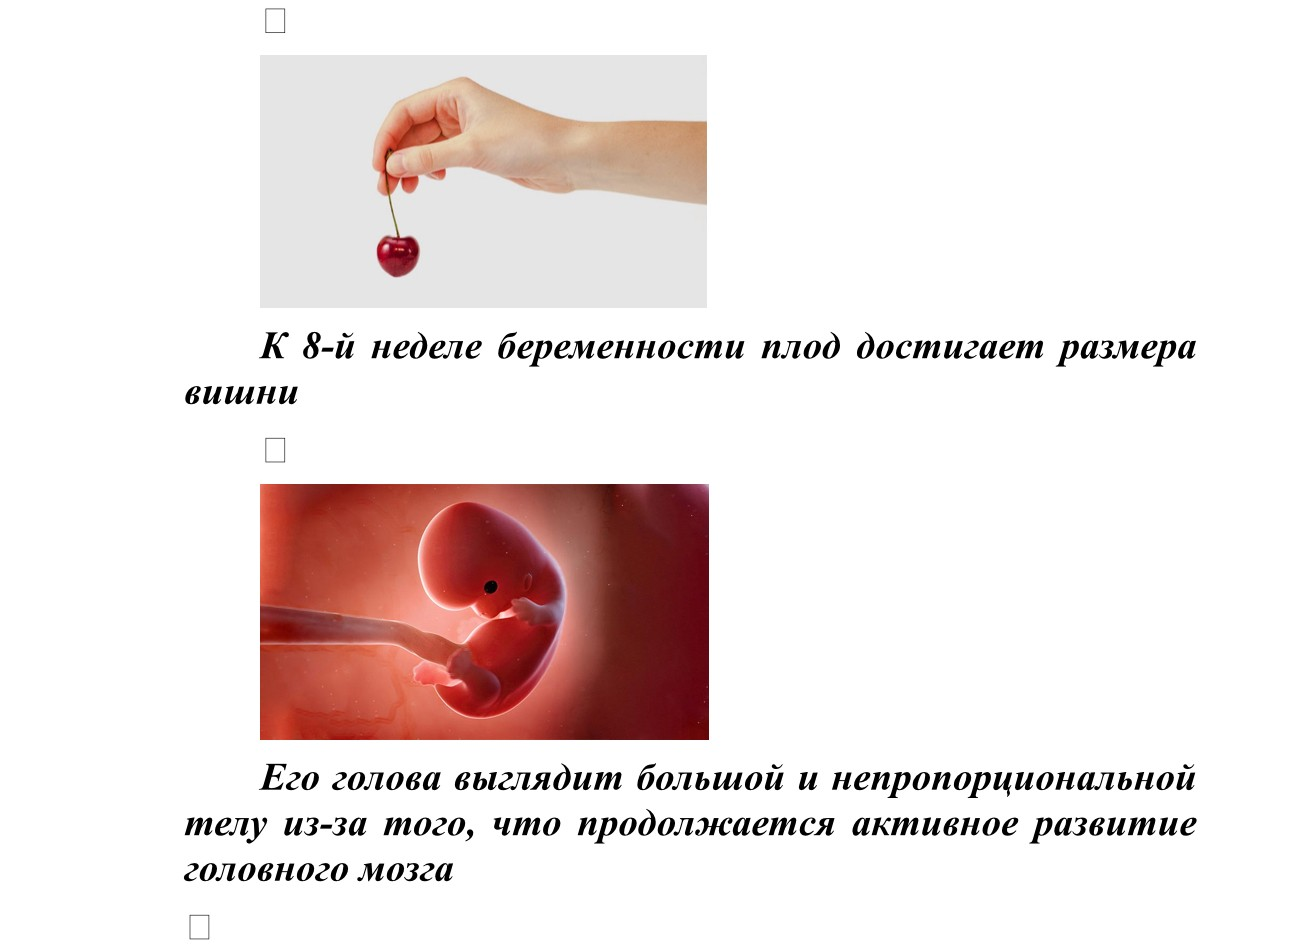 К 8-й неделе беременности плод достигает размера
вишни
Его голова выглядит большой и непропорциональной
телу из-за того, что продолжается активное развитие
головного мозга